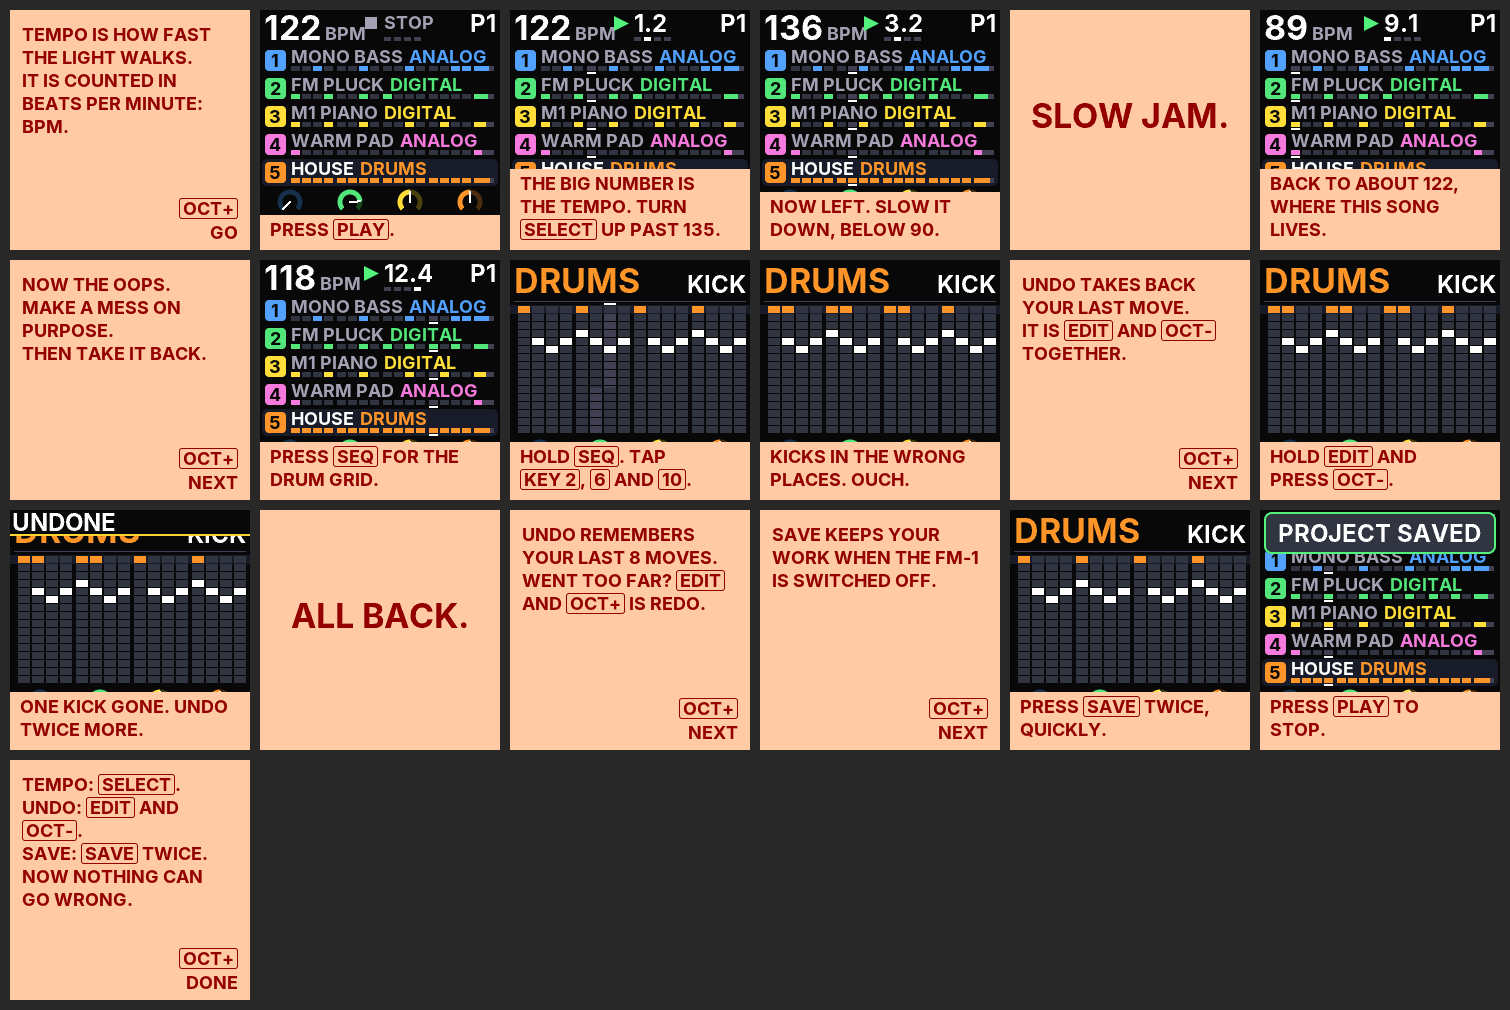 TEMPO IS HOW FAST
THE LIGHT WALKS.
IT IS COUNTED IN
BEATS PER MINUTE:
BPM.
OCT+
GO
122 BPM STOP P1
1 MONO BASS ANALOG
2 FM PLUCK DIGITAL
3 M1 PIANO DIGITAL
4 WARM PAD ANALOG
5 HOUSE DRUMS
PRESS PLAY.
122 BPM 1.2 P1
1 MONO BASS ANALOG
2 FM PLUCK DIGITAL
3 M1 PIANO DIGITAL
4 WARM PAD ANALOG
HOUSE DRUMS
THE BIG NUMBER IS
THE TEMPO. TURN
SELECT UP PAST 135.
136 BPM 3.2 P1
1 MONO BASS ANALOG
2 FM PLUCK DIGITAL
3 M1 PIANO DIGITAL
4 WARM PAD ANALOG
5 HOUSE DRUMS
NOW LEFT. SLOW IT
DOWN, BELOW 90.
SLOW JAM.
89 BPM 9.1 P1
1 MONO BASS ANALOG
2 FM PLUCK DIGITAL
3 M1 PIANO DIGITAL
4 WARM PAD ANALOG
HOUSE DRUMS
BACK TO ABOUT 122,
WHERE THIS SONG
LIVES.
NOW THE OOPS.
MAKE A MESS ON
PURPOSE.
THEN TAKE IT BACK.
OCT+
NEXT
118 BPM 12.4 P1
1 MONO BASS ANALOG
2 FM PLUCK DIGITAL
3 M1 PIANO DIGITAL
4 WARM PAD ANALOG
5 HOUSE DRUMS
PRESS SEQ FOR THE
DRUM GRID.
DRUMS KICK
HOLD SEQ. TAP
KEY 2, 6 AND 10.
DRUMS KICK
KICKS IN THE WRONG
PLACES. OUCH.
UNDO TAKES BACK
YOUR LAST MOVE.
IT IS EDIT AND OCT-
TOGETHER.
OCT+
NEXT
DRUMS KICK
HOLD EDIT AND
PRESS OCT-.
UNDONE
DRUMS KICK
ONE KICK GONE. UNDO
TWICE MORE.
ALL BACK.
UNDO REMEMBERS
YOUR LAST 8 MOVES.
WENT TOO FAR? EDIT
AND OCT+ IS REDO.
OCT+
NEXT
SAVE KEEPS YOUR
WORK WHEN THE FM-1
IS SWITCHED OFF.
OCT+
NEXT
DRUMS KICK
PRESS SAVE TWICE,
QUICKLY.
PROJECT SAVED
1 MONO BASS ANALOG
2 FM PLUCK DIGITAL
3 M1 PIANO DIGITAL
4 WARM PAD ANALOG
5 HOUSE DRUMS
PRESS PLAY TO
STOP.
TEMPO: SELECT.
UNDO: EDIT AND
OCT-.
SAVE: SAVE TWICE.
NOW NOTHING CAN
GO WRONG.
OCT+
DONE